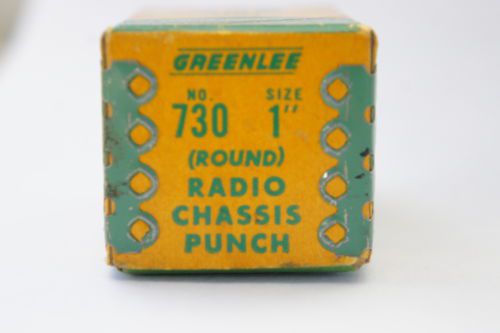 GREENLEE
NO. SIZE
730 1"
(ROUND)
RADIO
CHASSIS
PUNCH